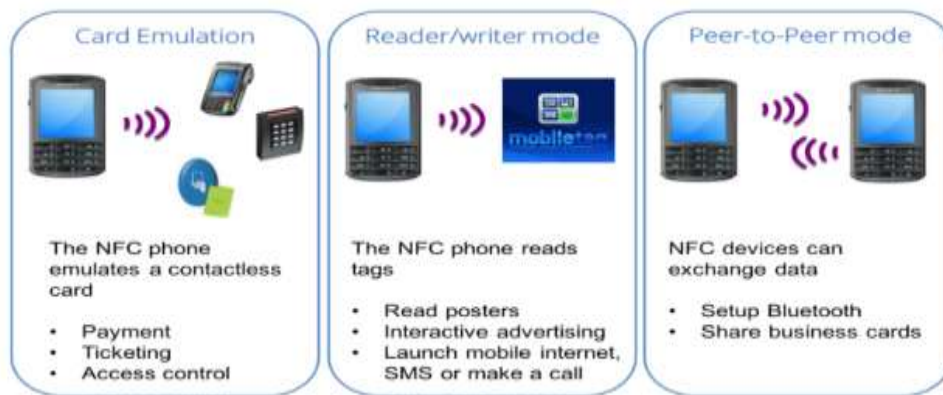 Card Emulation
The NFC phone
emulates a contactless
card
• Payment
• Ticketing
• Access control
Reader/writer mode
mobiletag
The NFC phone reads
tags
• Read posters
• Interactive advertising
• Launch mobile internet,
SMS or make a call
Peer-to-Peer mode
NFC devices can
exchange data
• Setup Bluetooth
• Share business cards